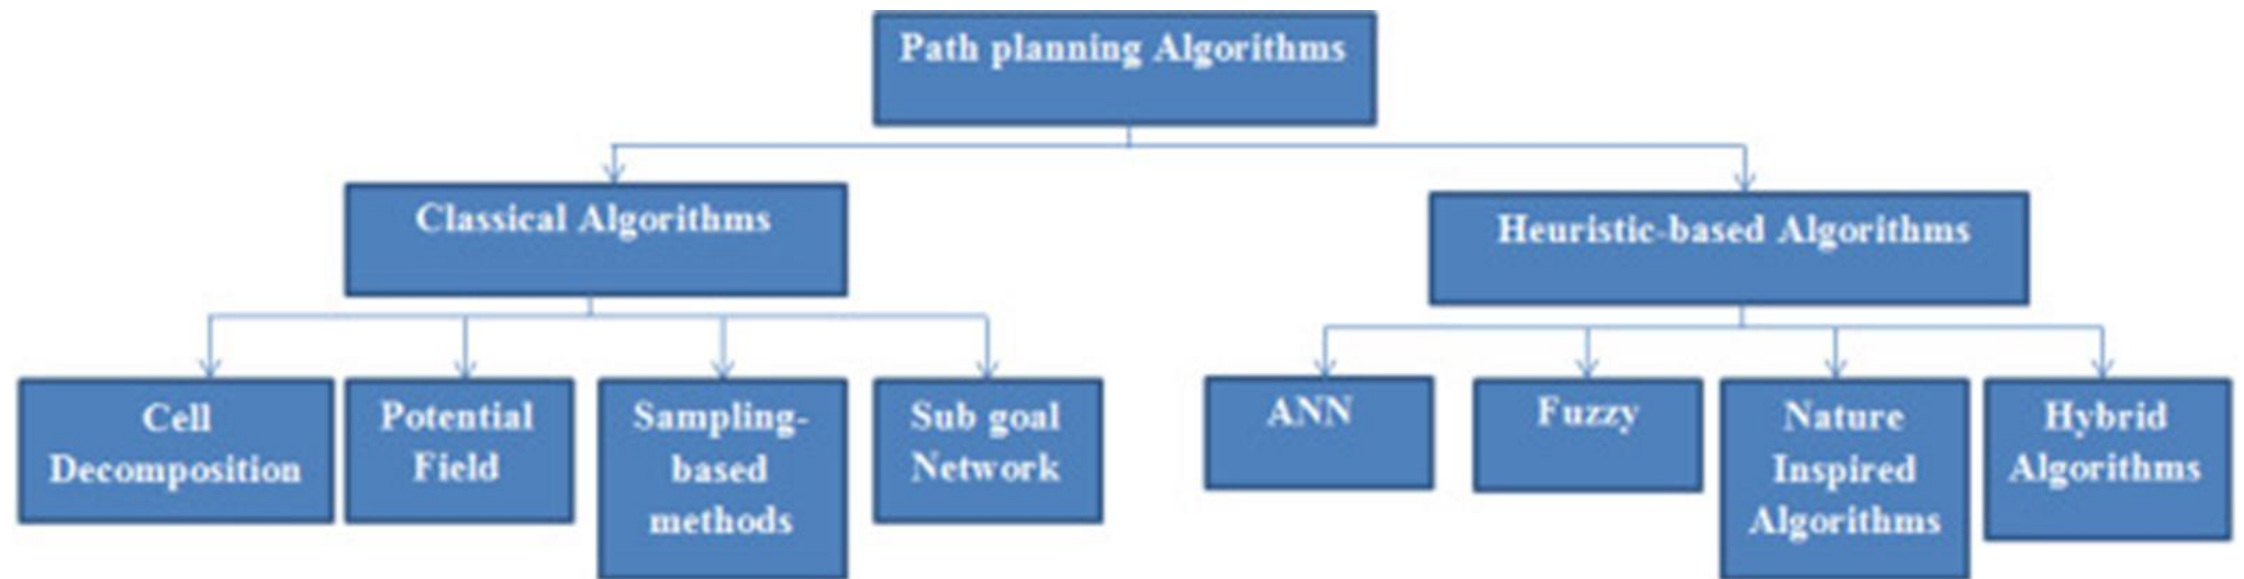 Path planning Algorithms
Classical Algorithms
Heuristic-based Algorithms
Cell
Decomposition
Potential
Field
Sampling-
based
methods
Sub goal
Network
ANN
Fuzzy
Nature
Inspired
Algorithms
Hybrid
Algorithms